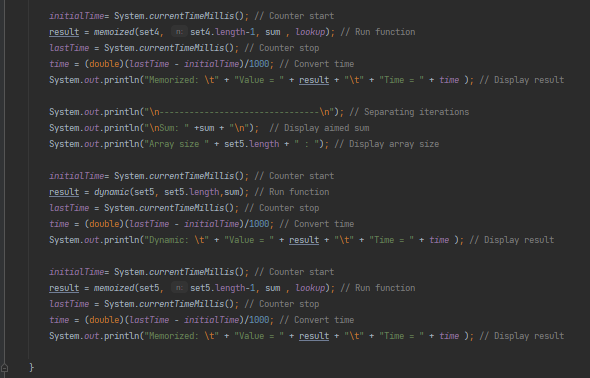 initialTime= System.currentTimeMillis(); // Counter start
result = memoized(set4, n: set4.length-1, sum , lookup); // Run function
lastTime = System.currentTimeMillis(); // Counter stop
time = (double)(lastTime - initialTime)/1000; // Convert time
System.out.println("Memorized: \t" + "Value = " + result + "\t" + "Time = " + time ); // Display result
System.out.println("\n--------------------------------\n"); // Separating iterations
System.out.println("\nSum: " +sum + "\n");  // Display aimed sum
System.out.println("Array size " + set5.length + " : "); // Display array size
initialTime= System.currentTimeMillis(); // Counter start
result = dynamic(set5, set5.length,sum); // Run function
lastTime = System.currentTimeMillis(); // Counter stop
time = (double)(lastTime - initialTime)/1000; // Convert time
System.out.println("Dynamic: \t" + "Value = " + result + "\t" + "Time = " + time ); // Display result
initialTime= System.currentTimeMillis(); // Counter start
result = memoized(set5, n: set5.length-1, sum , lookup); // Run function
lastTime = System.currentTimeMillis(); // Counter stop
time = (double)(lastTime - initialTime)/1000; // Convert time
System.out.println("Memorized: \t" + "Value = " + result + "\t" + "Time = " + time ); // Display result
}